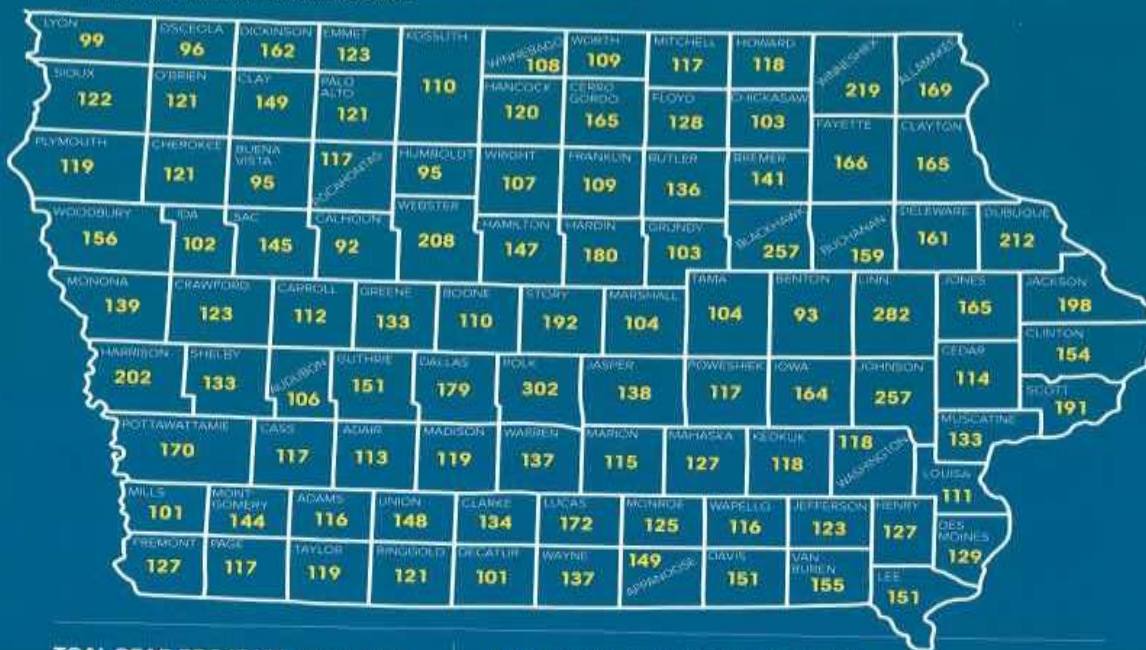 LYON
99
OSCEOLA
96
DICKINSON
162
EMMET
123
KOSSUTH
110
WINNEBAGO
108
WORTH
109
MITCHELL
117
HOWARD
118
WINNESHIEK
219
ALLAMAKEE
169
SIOUX
122
O'BRIEN
121
CLAY
149
PALO
ALTO
121
HANCOCK
120
CERRO
GORDO
165
FLOYD
128
CHICKASAW
103
FAYETTE
166
CLAYTON
165
PLYMOUTH
119
CHEROKEE
121
BUENA
VISTA
95
117
POCAHONTAS
HUMBOLDT
95
WRIGHT
107
FRANKLIN
109
BUTLER
136
BREMER
141
WOODBURY
156
IDA
102
SAC
145
CALHOUN
92
WEBSTER
208
HAMILTON
147
HARDIN
180
GRUNDY
103
BLACKHAWK
257
BUCHANAN
159
DELEWARE
161
DUBUQUE
212
MONONA
139
CRAWFORD
123
CARROLL
112
GREENE
133
BOONE
110
STORY
192
MARSHALL
104
TAMA
104
BENTON
93
LINN
282
JONES
165
JACKSON
198
CLINTON
154
HARRISON
202
SHELBY
133
AUDUBON
106
GUTHRIE
151
DALLAS
179
POLK
302
JASPER
138
POWESHIEK
117
IOWA
164
JOHNSON
257
CEDAR
114
SCOTT
191
MUSCATINE
133
POTTAWATTAMIE
170
CASS
117
ADAIR
113
MADISON
119
WARREN
137
MARION
115
MAHASKA
127
KEOKUK
118
118
WASHINGTON
LOUISA
111
MILLS
101
MONT-
GOMERY
144
ADAMS
116
UNION
148
CLARKE
134
LUCAS
172
MONROE
125
WAPELLO
116
JEFFERSON
123
HENRY
127
DES
MOINES
129
FREMONT
127
PAGE
117
TAYLOR
119
RINGGOLD
121
DECATUR
101
WAYNE
137
149
APPANOOSE
DAVIS
151
VAN
BUREN
155
LEE
151